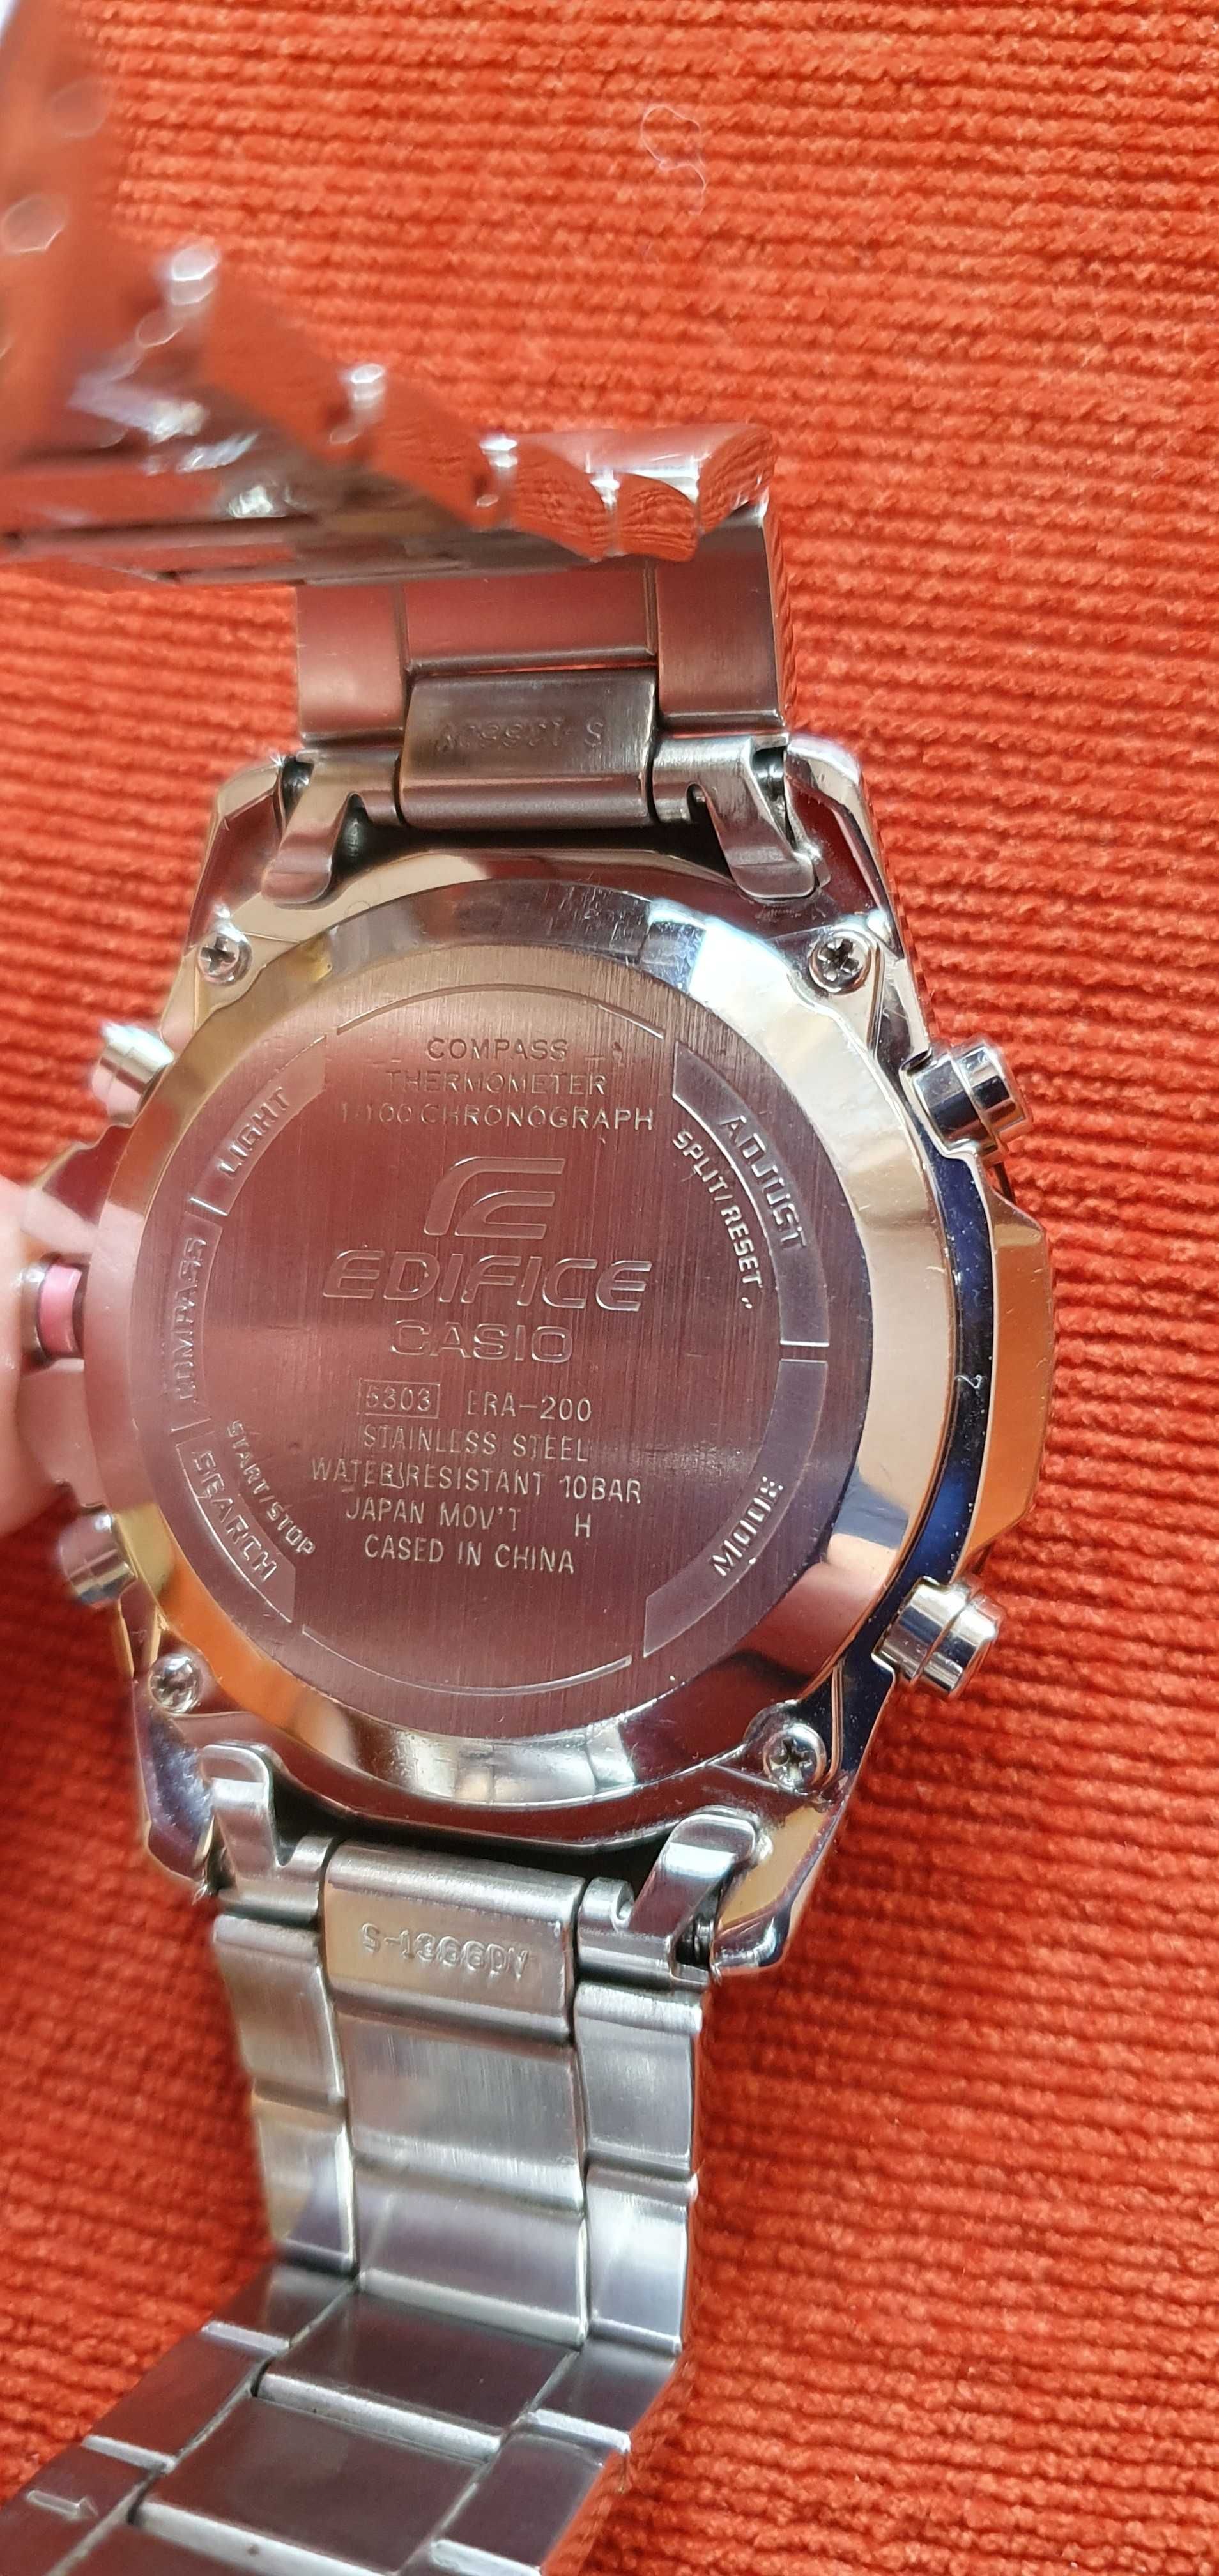 COMPASS
THERMOMETER
1/100 CHRONOGRAPH
LIGHT
ADJUST
SPLIT/RESET
EDIFICE
CASIO
COMPASS
5303 ERA-200
STAINLESS STEEL
WATER RESISTANT 10BAR
JAPAN MOV'T H
CASED IN CHINA
START/STOP
SEARCH
MODE